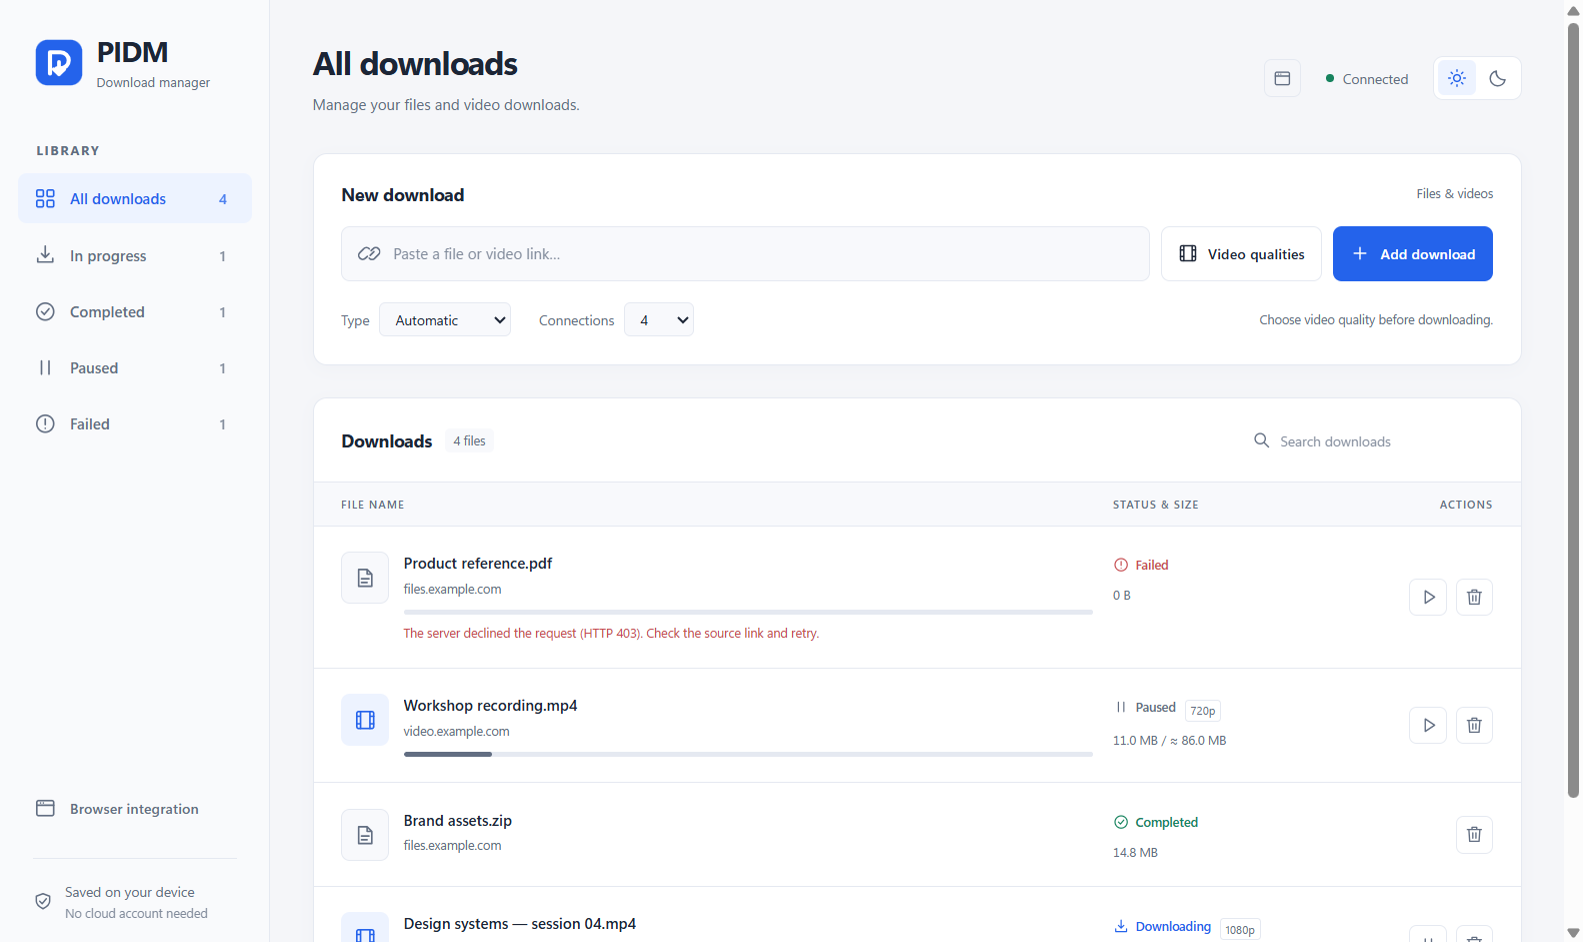 PIDM
Download manager
LIBRARY
All downloads 4
In progress 1
Completed 1
Paused 1
Failed 1
Browser integration
Saved on your device
No cloud account needed
All downloads
Manage your files and video downloads.
Connected
New download
Files & videos
Paste a file or video link...
Video qualities
Add download
Type Automatic Connections 4
Choose video quality before downloading.
Downloads 4 files
Search downloads
FILE NAME STATUS & SIZE ACTIONS
Product reference.pdf
files.example.com
The server declined the request (HTTP 403). Check the source link and retry.
Failed
0 B
Workshop recording.mp4
video.example.com
Paused 720p
11.0 MB / ≈ 86.0 MB
Brand assets.zip
files.example.com
Completed
14.8 MB
Design systems — session 04.mp4
Downloading 1080p